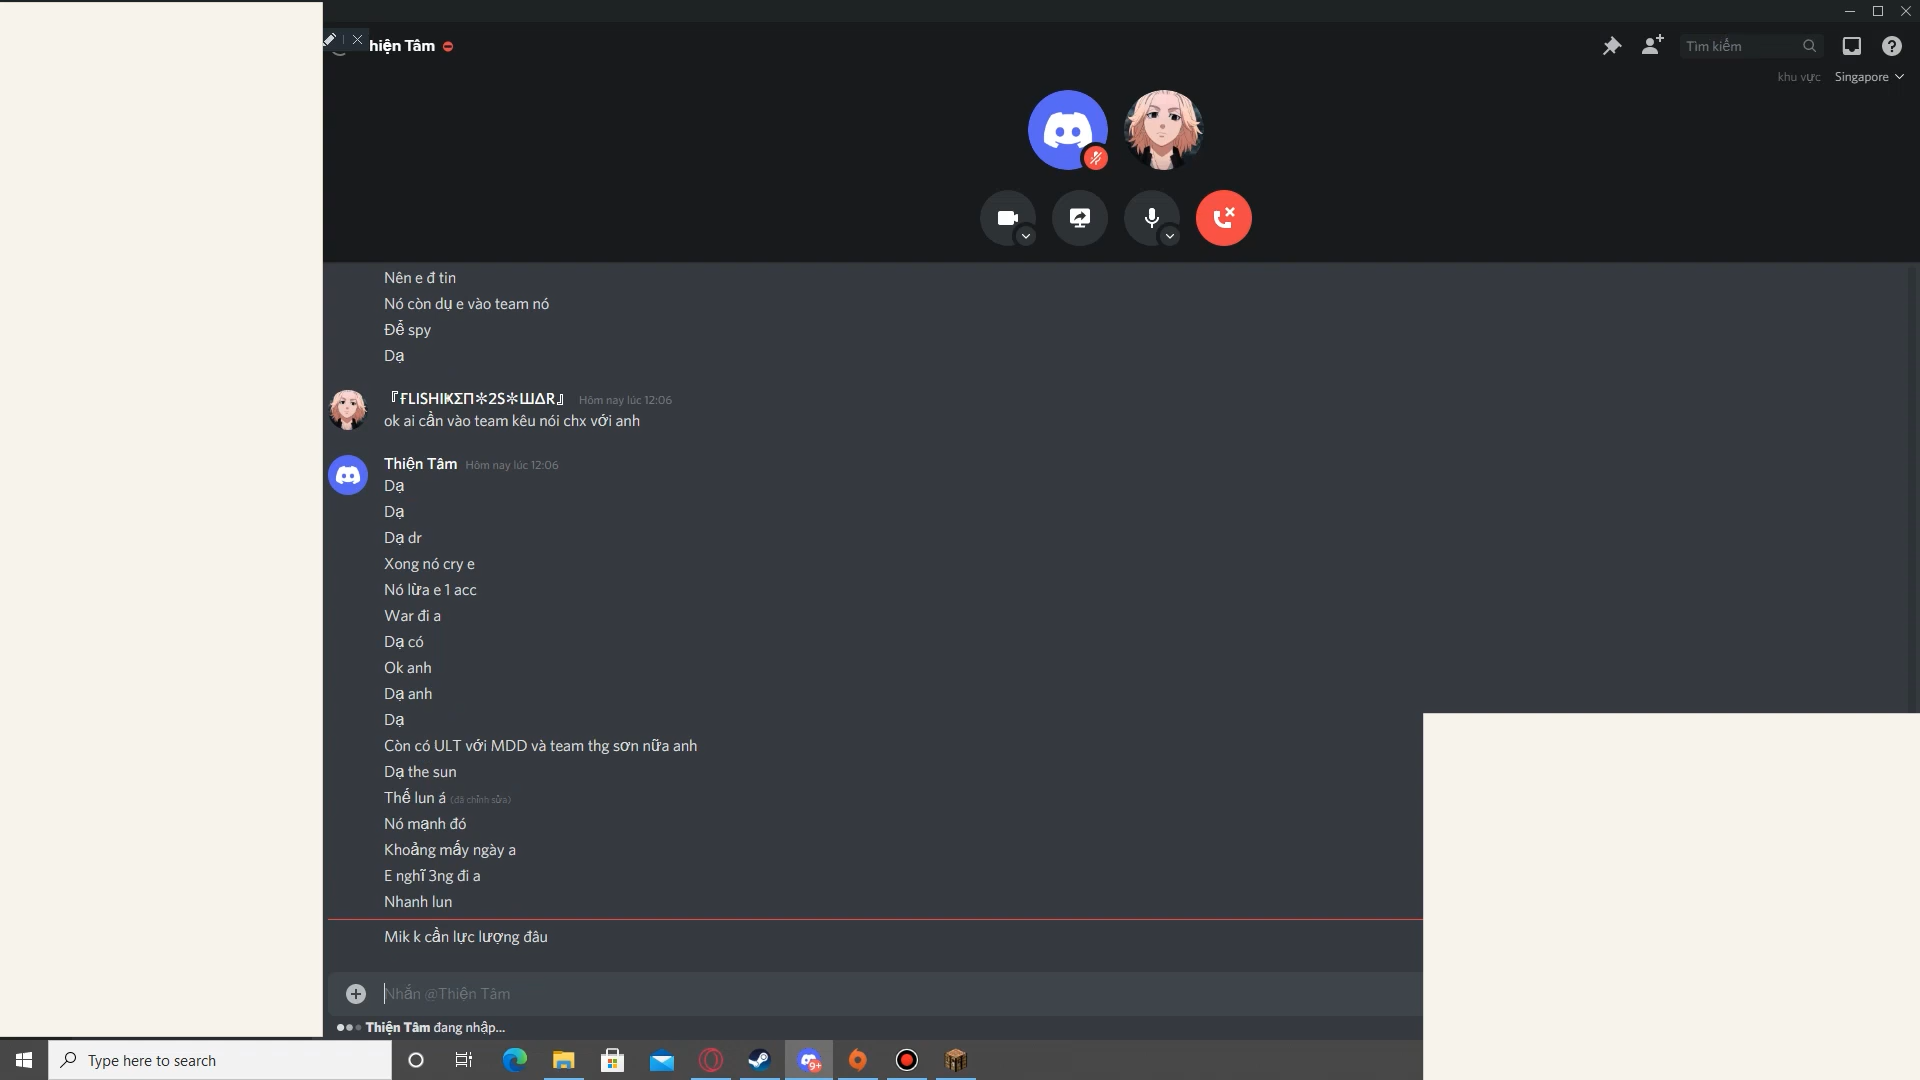 hiện Tâm
Tìm kiếm
khu vực Singapore
Nên e đ tin
Nó còn dụ e vào team nó
Để spy
Dạ
『₣LISHIKΣΠ✲2S✲ШΔR』 Hôm nay lúc 12:06
ok ai cần vào team kêu nói chx với anh
Thiện Tâm Hôm nay lúc 12:06
Dạ
Dạ
Dạ dr
Xong nó cry e
Nó lừa e 1 acc
War đi a
Dạ có
Ok anh
Dạ anh
Dạ
Còn có ULT với MDD và team thg sơn nữa anh
Dạ the sun
Thế lun á (đã chỉnh sửa)
Nó mạnh đó
Khoảng mấy ngày a
E nghĩ 3ng đi a
Nhanh lun
Mik k cần lực lượng đâu
Nhắn @Thiện Tâm
Thiện Tâm đang nhập...
Type here to search
9+